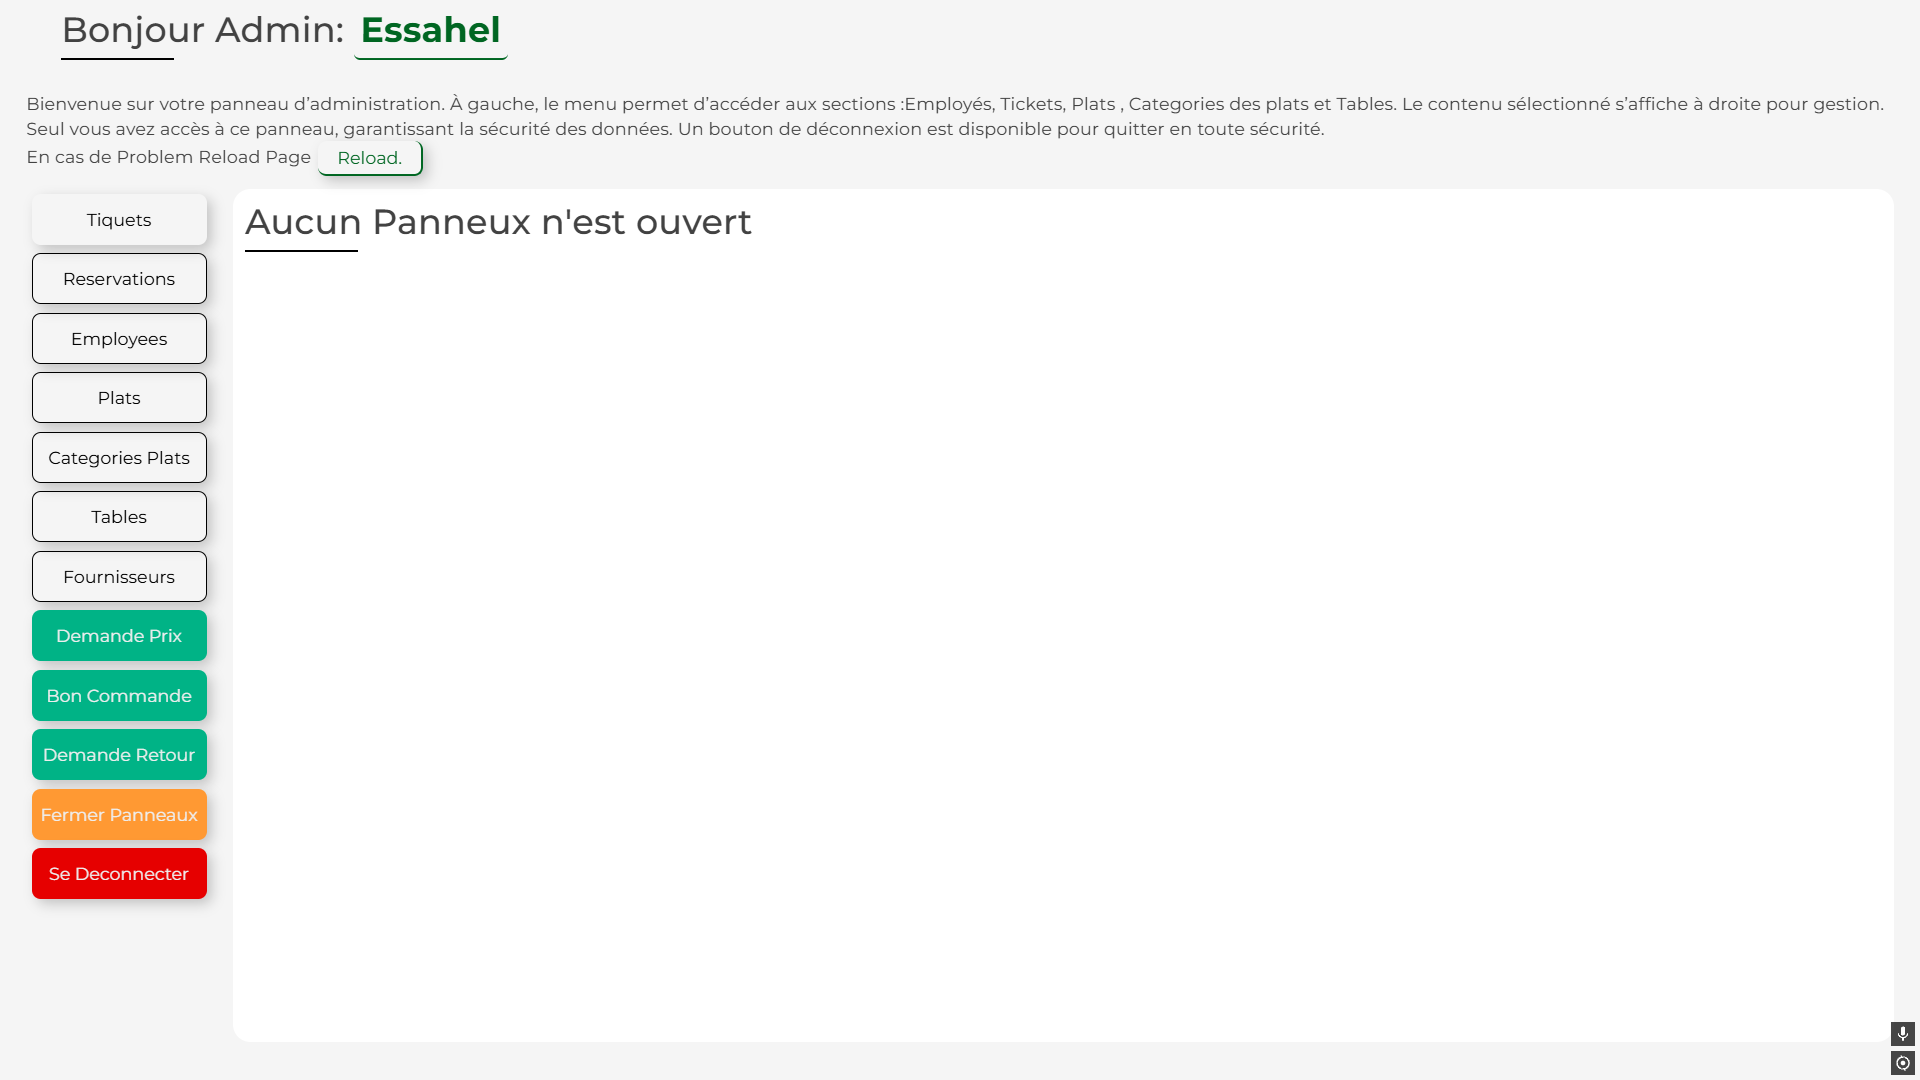 Bonjour Admin: Essahel
Bienvenue sur votre panneau d’administration. À gauche, le menu permet d’accéder aux sections :Employés, Tickets, Plats , Categories des plats et Tables. Le contenu sélectionné s’affiche à droite pour gestion.
Seul vous avez accès à ce panneau, garantissant la sécurité des données. Un bouton de déconnexion est disponible pour quitter en toute sécurité.
En cas de Problem Reload Page Reload.
Tiquets
Reservations
Employees
Plats
Categories Plats
Tables
Fournisseurs
Demande Prix
Bon Commande
Demande Retour
Fermer Panneaux
Se Deconnecter
Aucun Panneux n'est ouvert